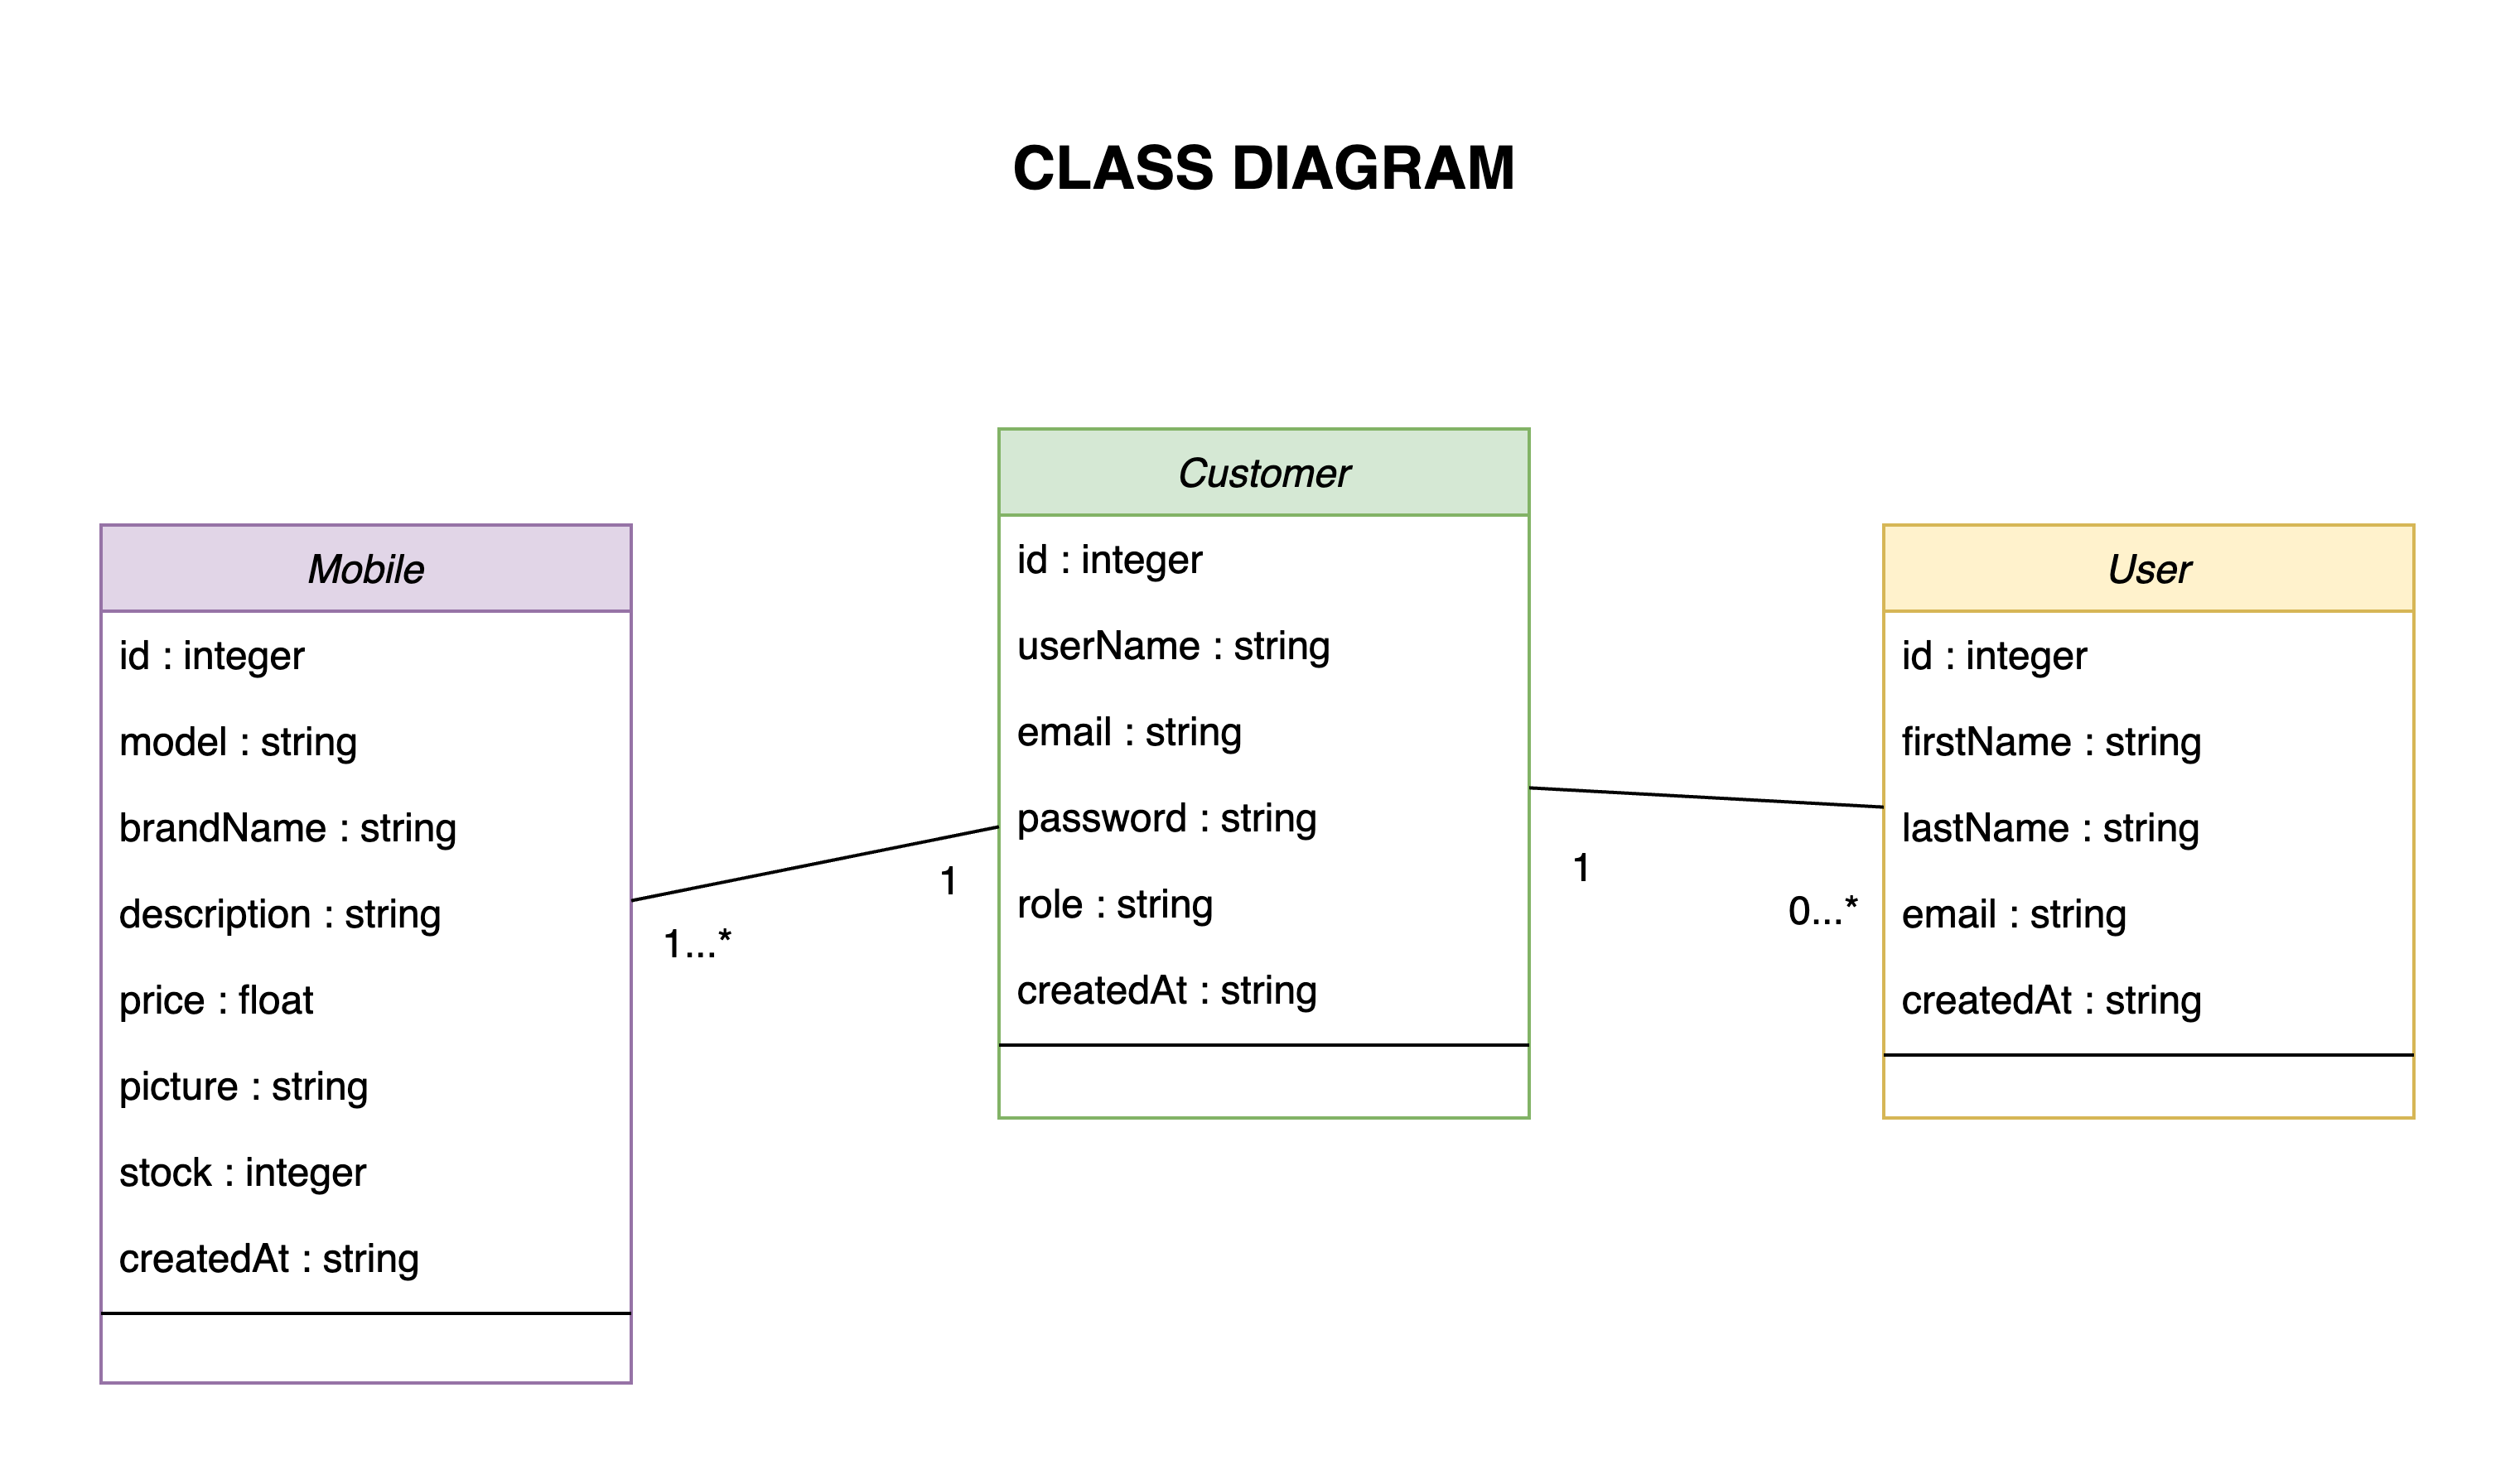 CLASS DIAGRAM
Mobile
id : integer
model : string
brandName : string
description : string
price : float
picture : string
stock : integer
createdAt : string
1...*
1
Customer
id : integer
userName : string
email : string
password : string
role : string
createdAt : string
1
0...*
User
id : integer
firstName : string
lastName : string
email : string
createdAt : string